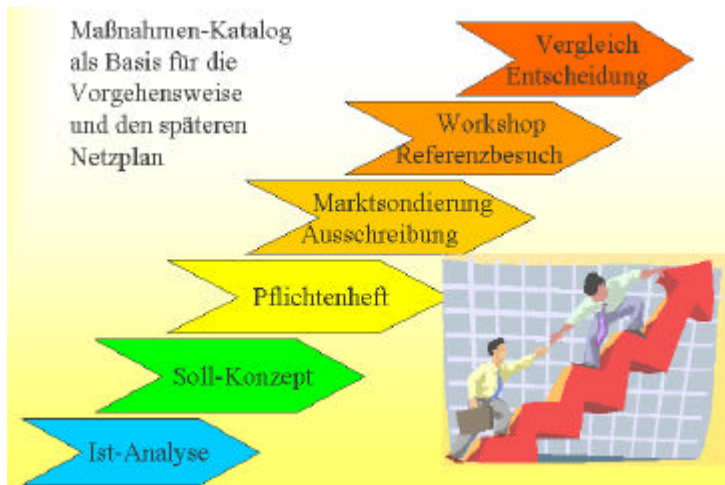 Maßnahmen-Katalog
als Basis für die
Vorgehensweise
und den späteren
Netzplan
Vergleich
Entscheidung
Workshop
Referenzbesuch
Marktsondierung
Ausschreibung
Pflichtenheft
Soll-Konzept
Ist-Analyse